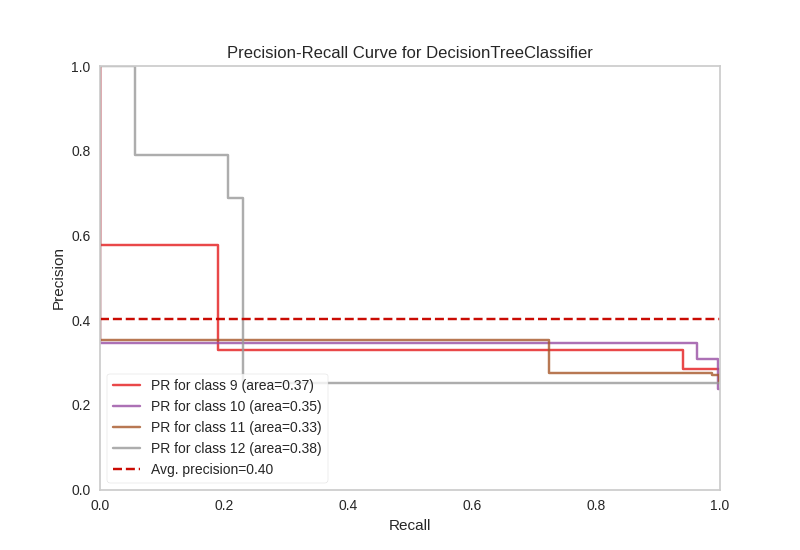 Precision-Recall Curve for DecisionTreeClassifier
1.0
0.8
0.6
0.4
0.2
0.0
Precision
PR for class 9 (area=0.37)
PR for class 10 (area=0.35)
PR for class 11 (area=0.33)
PR for class 12 (area=0.38)
Avg. precision=0.40
0.0 0.2 0.4 0.6 0.8 1.0
Recall